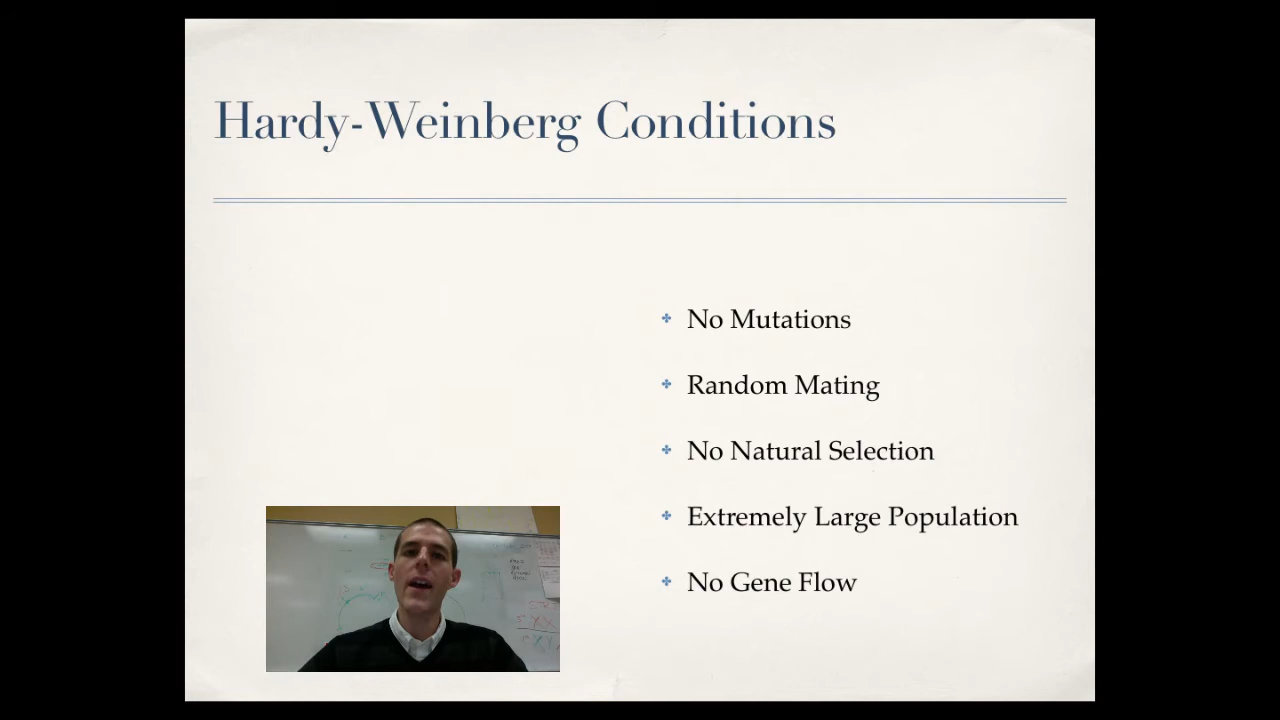 Hardy-Weinberg Conditions
No Mutations
Random Mating
No Natural Selection
Extremely Large Population
No Gene Flow